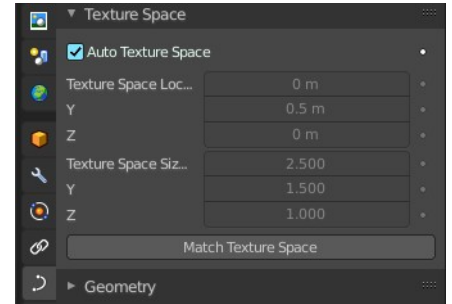 Texture Space
Auto Texture Space
Texture Space Loc... 0 m
Y 0.5 m
Z 0 m
Texture Space Siz... 2.500
Y 1.500
Z 1.000
Match Texture Space
Geometry